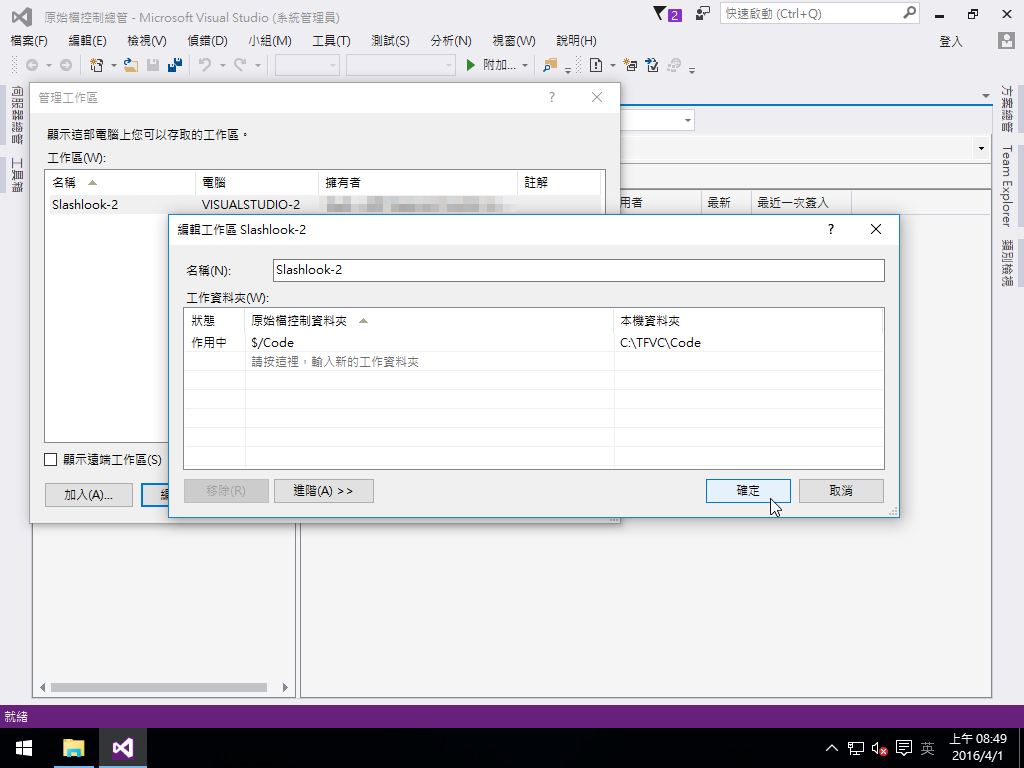 原始檔控制總管 - Microsoft Visual Studio (系統管理員)
2
快速啟動 (Ctrl+Q)
檔案(F) 編輯(E) 檢視(V) 偵錯(D) 小組(M) 工具(T) 測試(S) 分析(N) 視窗(W) 說明(H)
登入
附加...
伺服器總管
工具箱
方案總管
Team Explorer
類別檢視
管理工作區
?
顯示這部電腦上您可以存取的工作區。
工作區(W):
名稱 電腦 擁有者 註解
Slashlook-2 VISUALSTUDIO-2
用者 最新 最近一次簽入
編輯工作區 Slashlook-2
?
名稱(N): Slashlook-2
工作資料夾(W):
狀態 原始檔控制資料夾 本機資料夾
作用中 $/Code C:\TFVC\Code
請按這裡，輸入新的工作資料夾
顯示遠端工作區(S)
移除(R) 進階(A) >> 確定 取消
加入(A)...
就緒
英
上午 08:49
2016/4/1